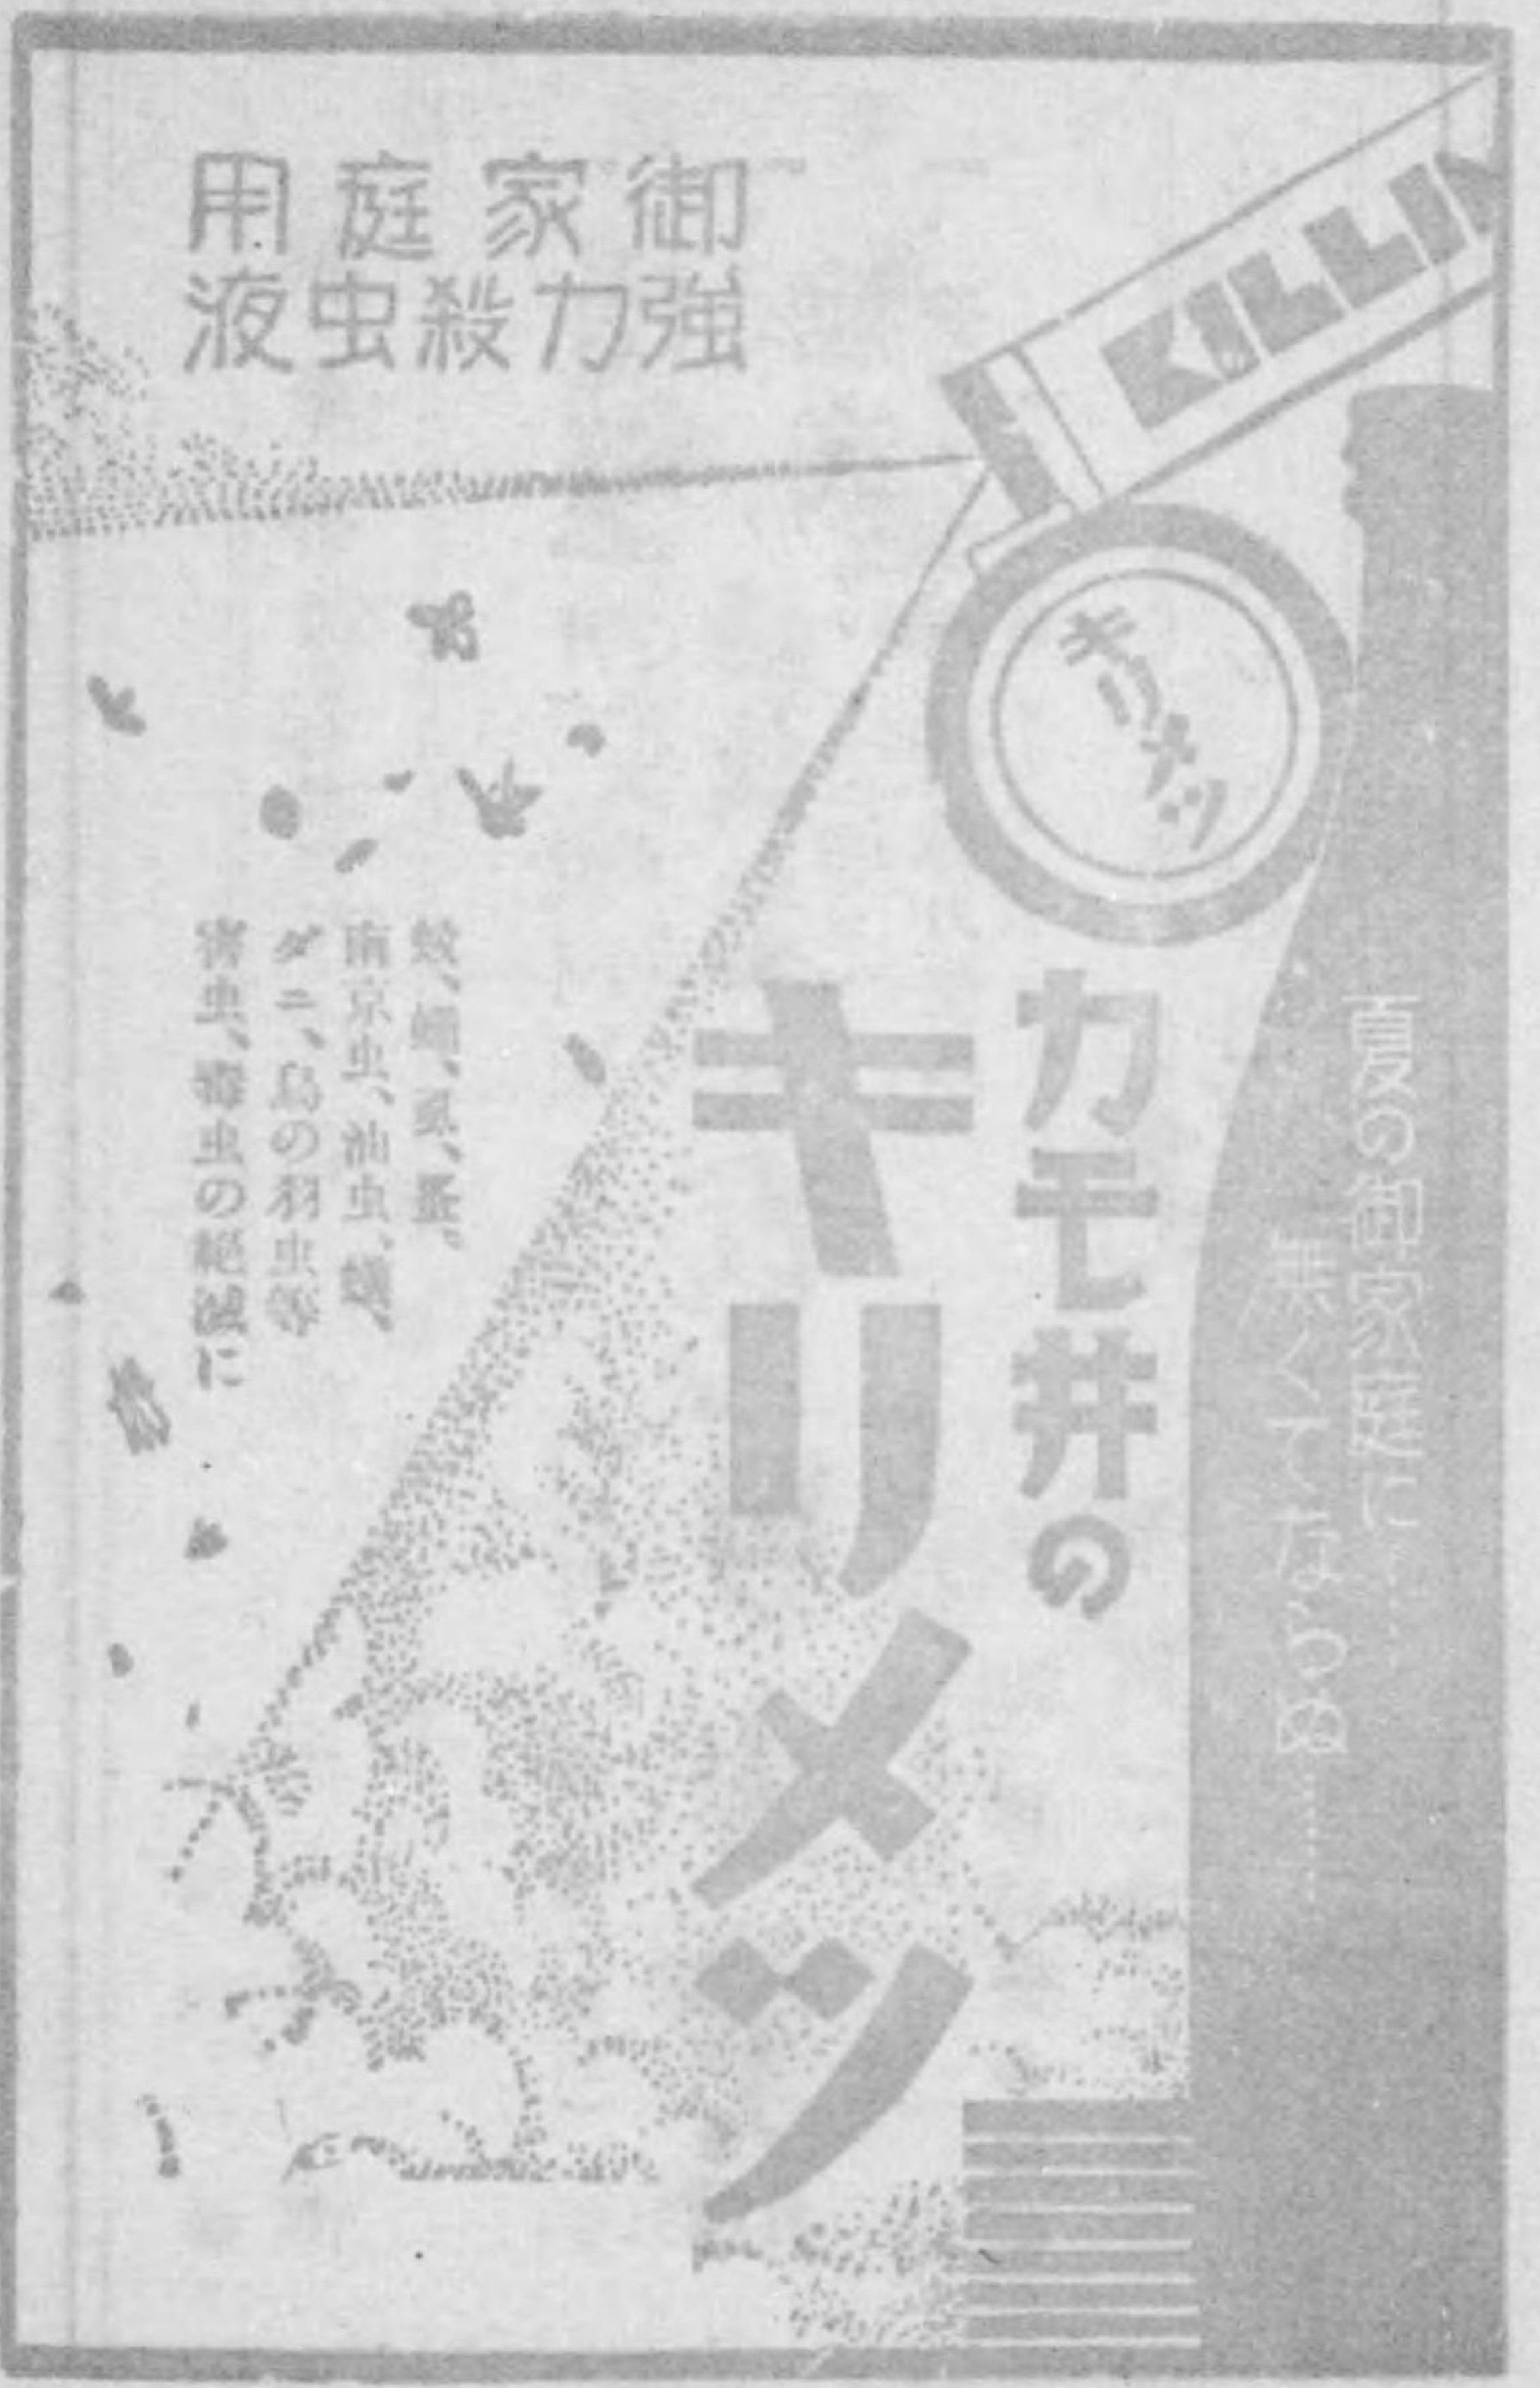 御家庭用
強力殺虫液
KILLIN
キリメツ
夏の御家庭に
無くてならぬ……
カモ井の
キリメツ
蚊、蠅、虱、蚤、
南京虫、油虫、蟻、
ダニ、鳥の羽虫等
害虫、毒虫の絶滅に